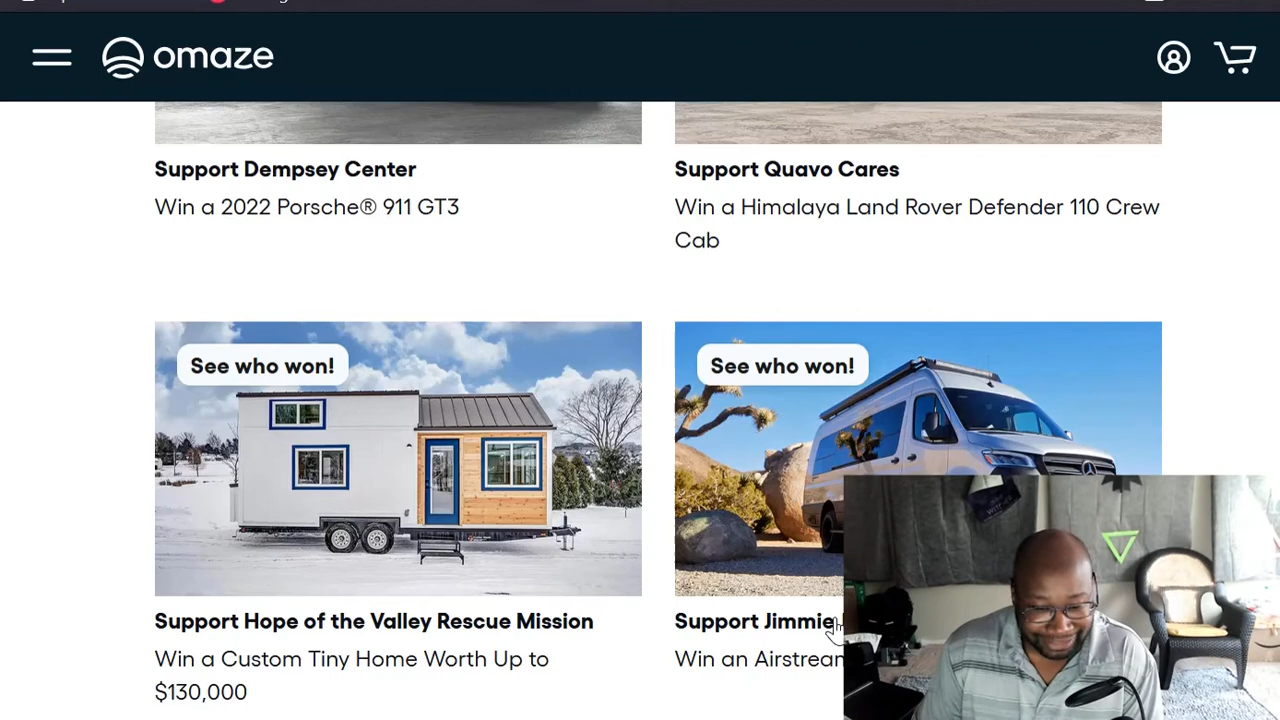 omaze
Support Dempsey Center
Win a 2022 Porsche® 911 GT3
Support Quavo Cares
Win a Himalaya Land Rover Defender 110 Crew
Cab
See who won!
See who won!
Support Hope of the Valley Rescue Mission
Win a Custom Tiny Home Worth Up to
$130,000
Support Jimmie
Win an Airstream